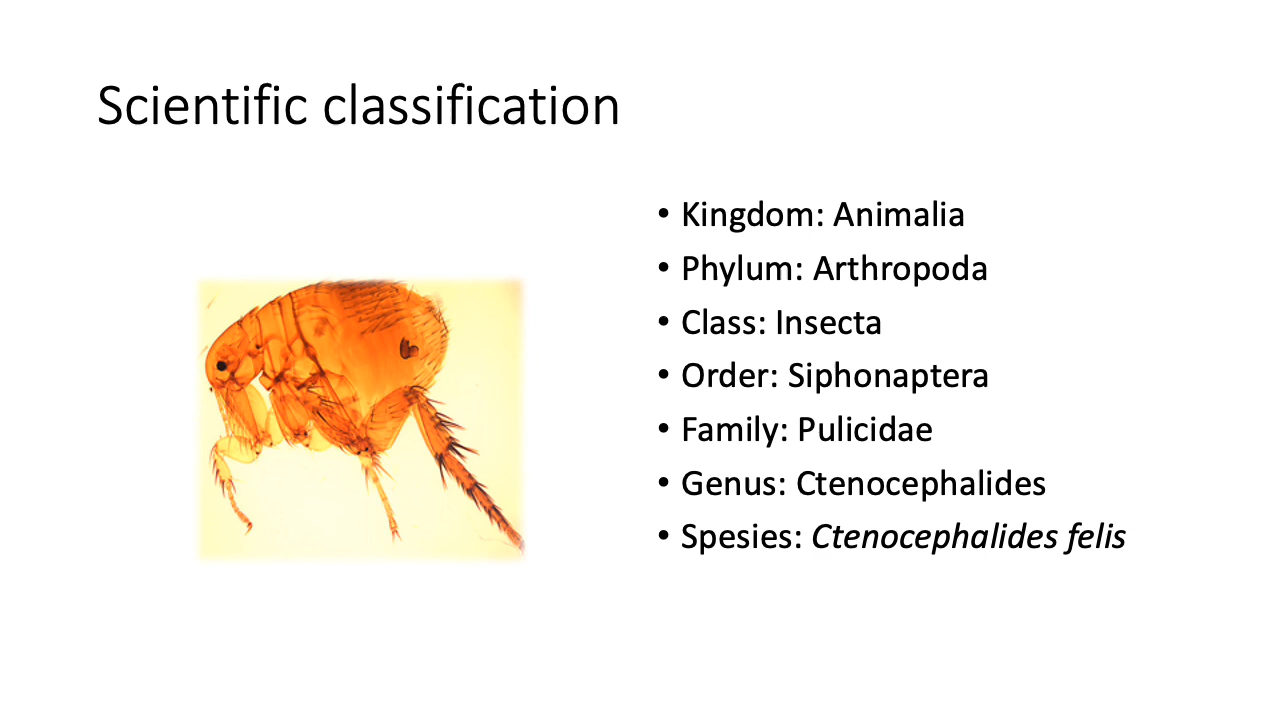 Scientific classification
• Kingdom: Animalia
• Phylum: Arthropoda
• Class: Insecta
• Order: Siphonaptera
• Family: Pulicidae
• Genus: Ctenocephalides
• Spesies: Ctenocephalides felis